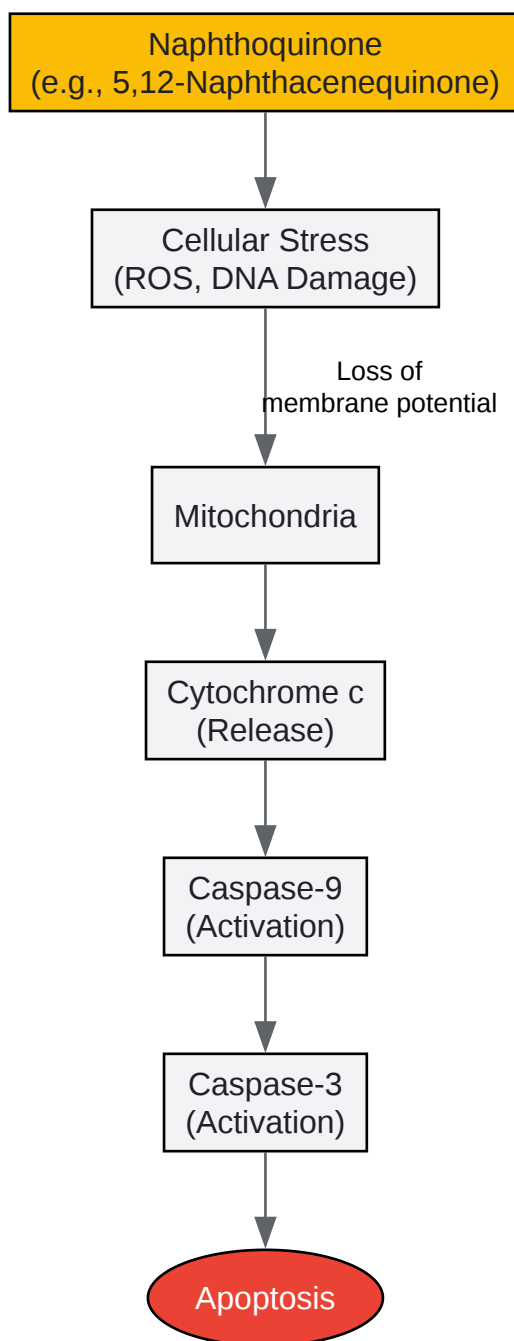 Naphthoquinone
(e.g., 5,12-Naphthacenequinone)
Cellular Stress
(ROS, DNA Damage)
Loss of
membrane potential
Mitochondria
Cytochrome c
(Release)
Caspase-9
(Activation)
Caspase-3
(Activation)
Apoptosis